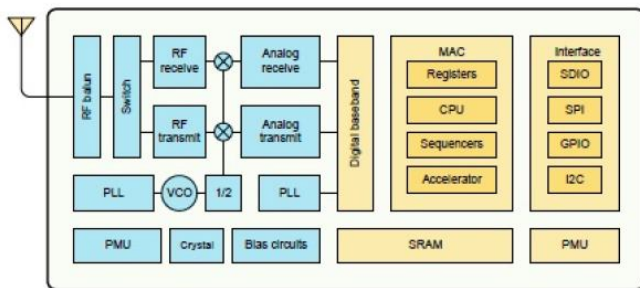 RF balun
Switch
RF
receive
Analog
receive
RF
transmit
Analog
transmit
PLL
VCO
1/2
PLL
Digital baseband
MAC
Registers
CPU
Sequencers
Accelerator
Interface
SDIO
SPI
GPIO
I2C
PMU
Crystal
Bias circuits
SRAM
PMU